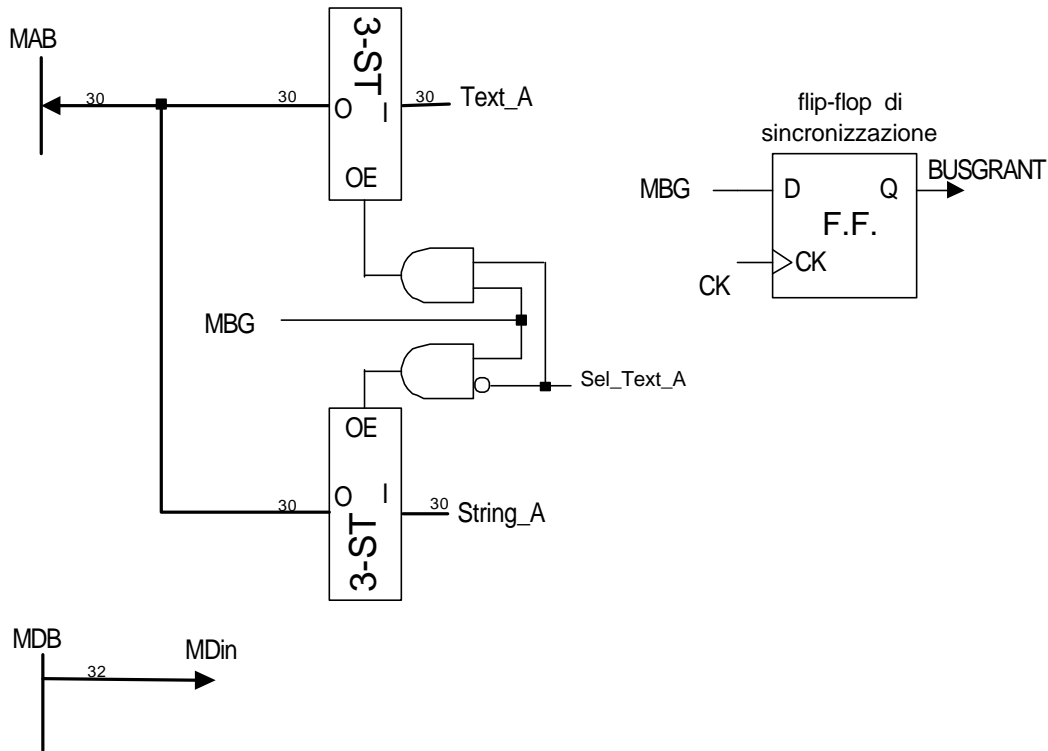 MAB
30
30
O
3-ST
I
30
Text_A
OE
MBG
Sel_Text_A
OE
30
O
I
3-ST
30
String_A
MDB
32
MDin
flip-flop di
sincronizzazione
MBG
D
Q
BUSGRANT
F.F.
CK
CK